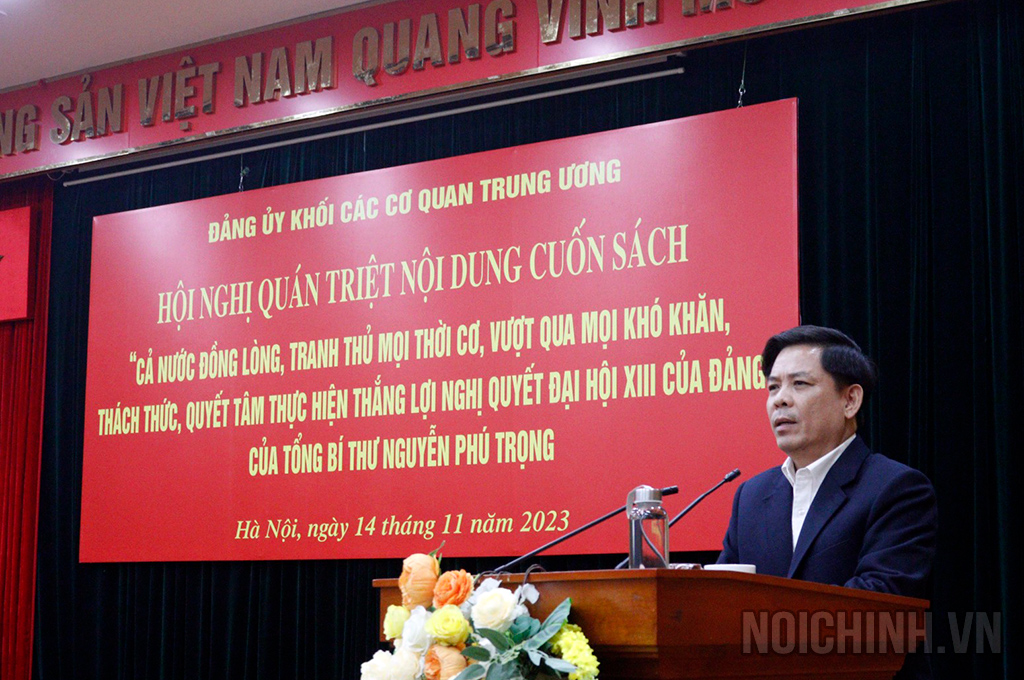 SẢN VIỆT NAM QUANG VINH
ĐẢNG ỦY KHỐI CÁC CƠ QUAN TRUNG ƯƠNG
HỘI NGHỊ QUÁN TRIỆT NỘI DUNG CUỐN SÁCH
“CẢ NƯỚC ĐỒNG LÒNG, TRANH THỦ MỌI THỜI CƠ, VƯỢT QUA MỌI KHÓ KHĂN,
THÁCH THỨC, QUYẾT TÂM THỰC HIỆN THẮNG LỢI NGHỊ QUYẾT ĐẠI HỘI XIII CỦA ĐẢNG
CỦA TỔNG BÍ THƯ NGUYỄN PHÚ TRỌNG
Hà Nội, ngày 14 tháng 11 năm 2023
NOICHINH.VN